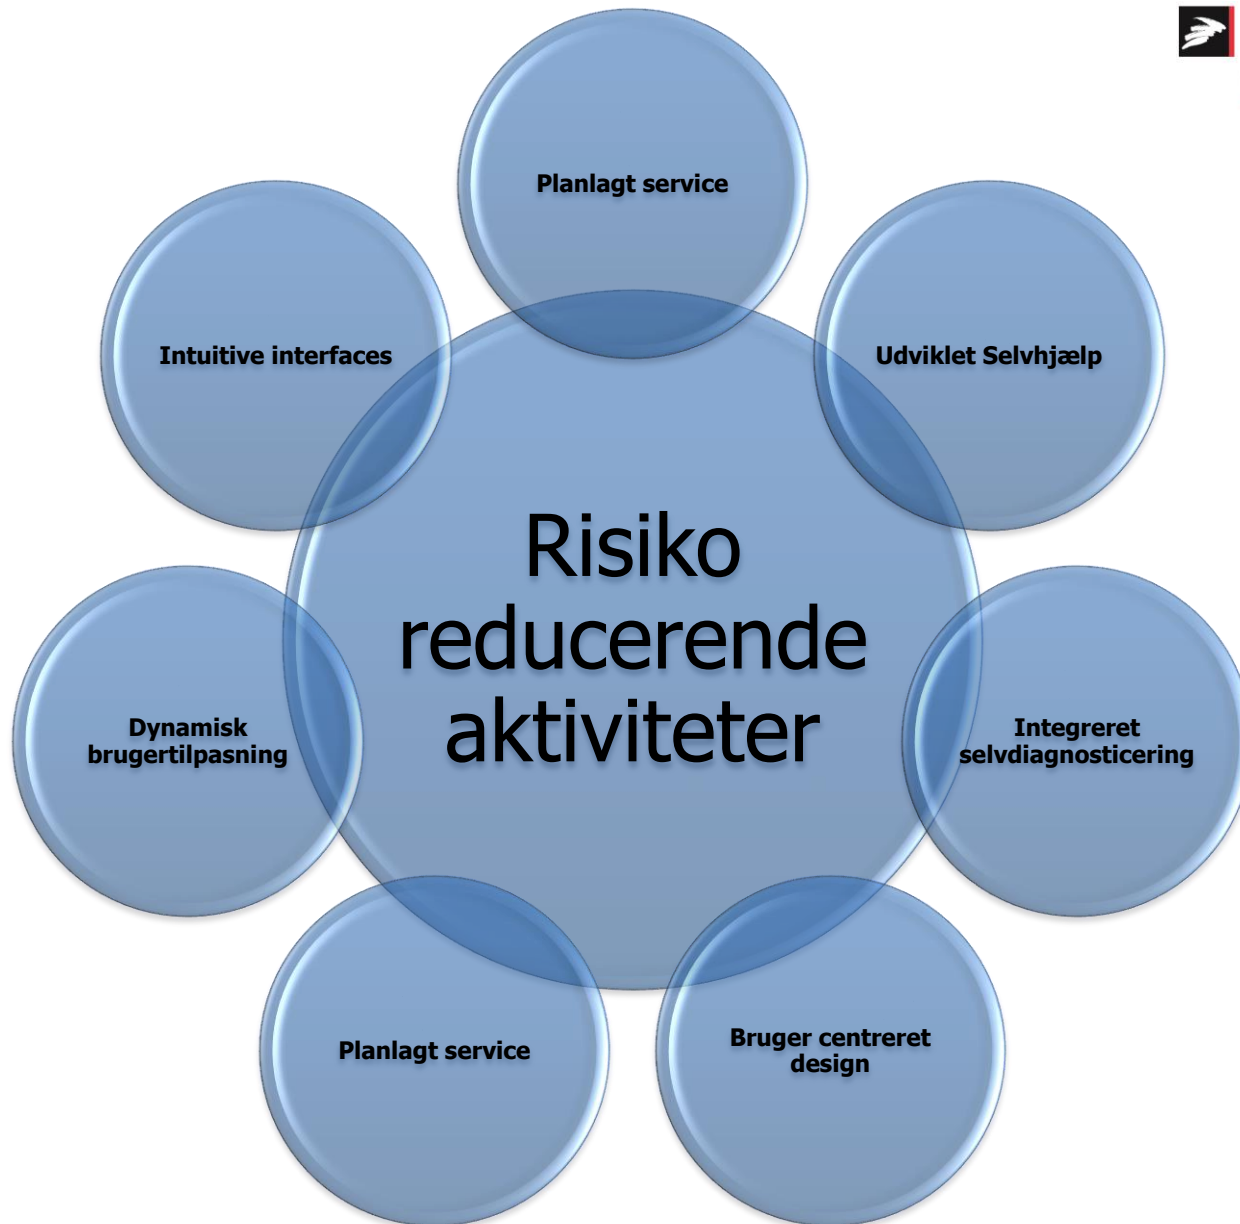 Planlagt service
Intuitive interfaces
Udviklet Selvhjælp
Risiko
reducerende
aktiviteter
Dynamisk
brugertilpasning
Integreret
selvdiagnosticering
Planlagt service
Bruger centreret
design